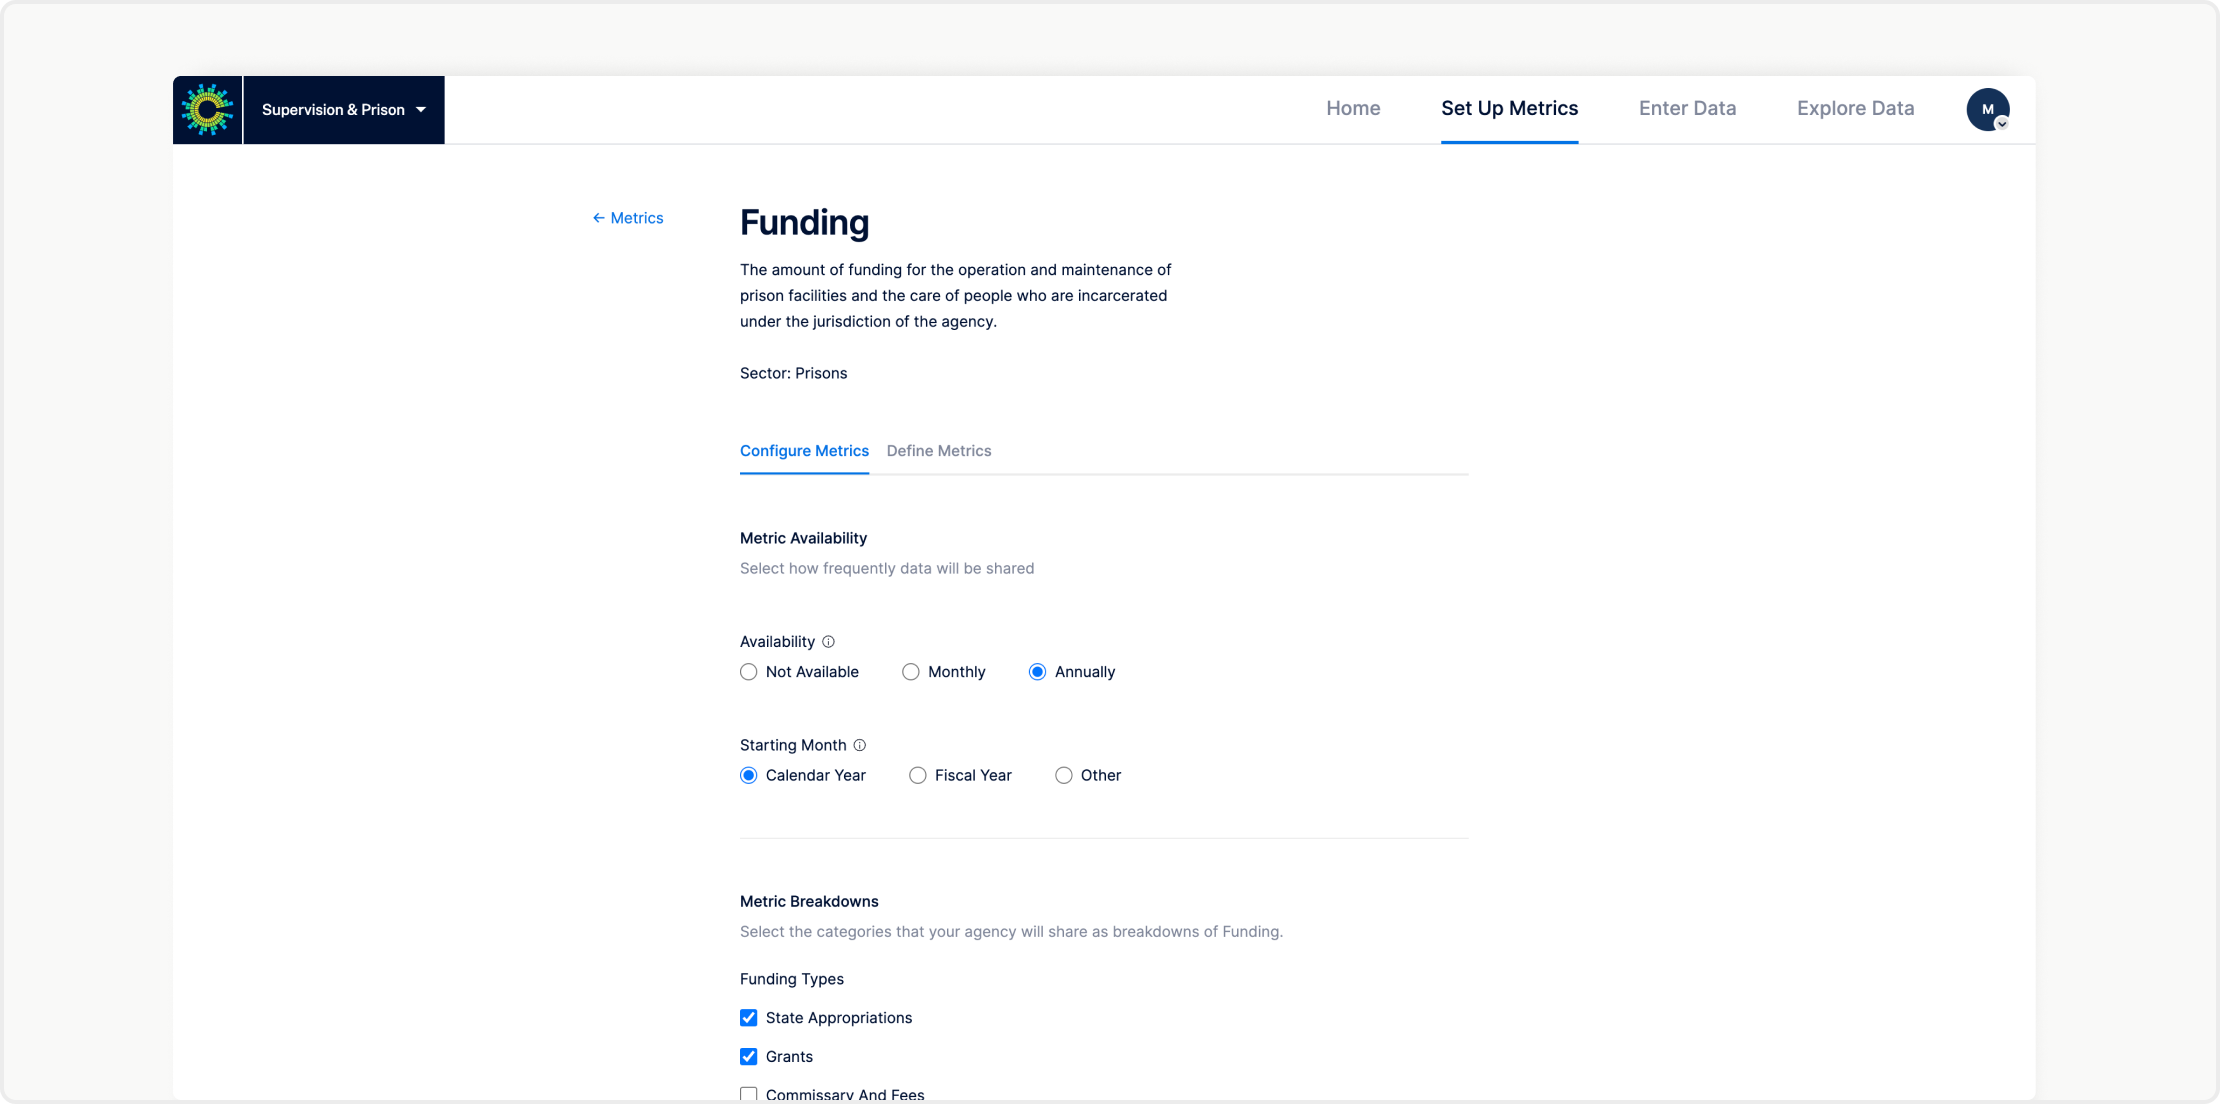 Supervision & Prison
Home
Set Up Metrics
Enter Data
Explore Data
M
← Metrics
Funding
The amount of funding for the operation and maintenance of
prison facilities and the care of people who are incarcerated
under the jurisdiction of the agency.
Sector: Prisons
Configure Metrics
Define Metrics
Metric Availability
Select how frequently data will be shared
Availability
Not Available
Monthly
Annually
Starting Month
Calendar Year
Fiscal Year
Other
Metric Breakdowns
Select the categories that your agency will share as breakdowns of Funding.
Funding Types
State Appropriations
Grants
Commissary And Fees